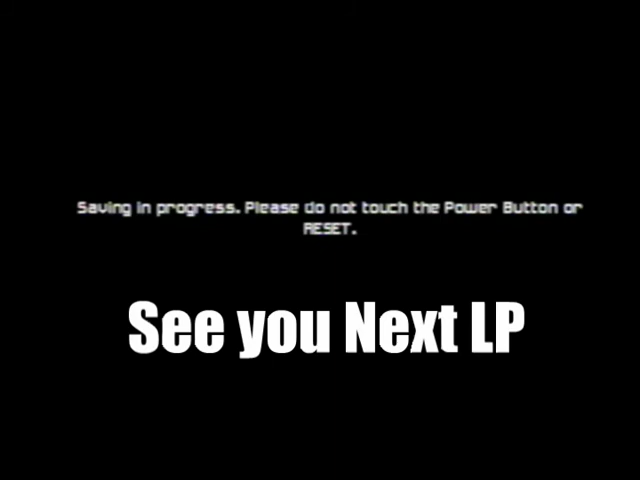 Saving in progress. Please do not touch the Power Button or
RESET.
See you Next LP